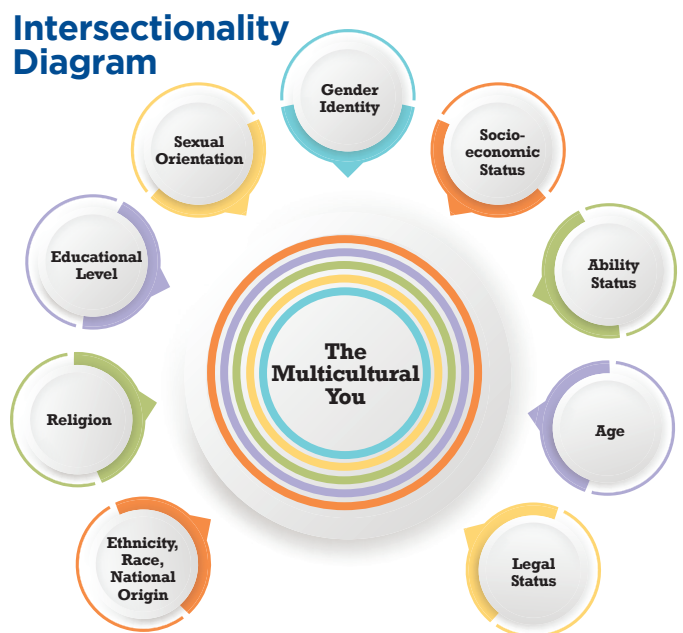 Intersectionality
Diagram
Gender
Identity
Sexual
Orientation
Socio-
economic
Status
Educational
Level
Ability
Status
The
Multicultural
You
Religion
Age
Ethnicity,
Race,
National
Origin
Legal
Status